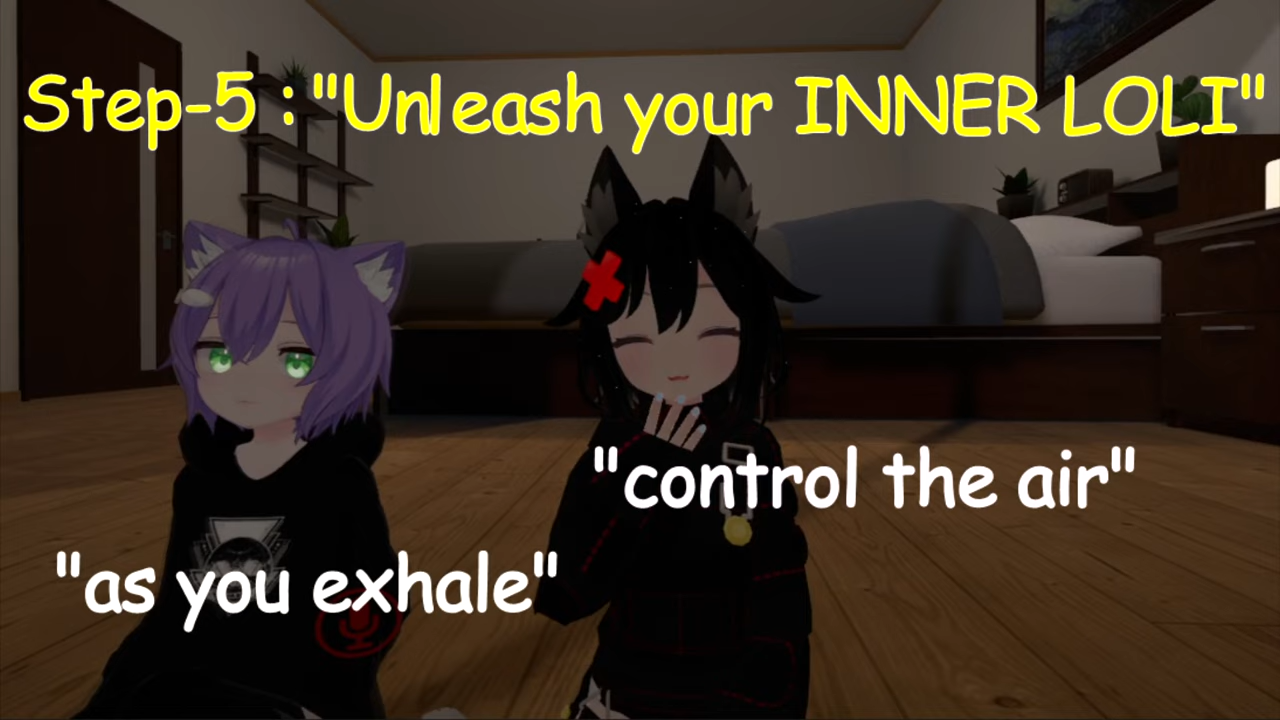 Step-5 : "Unleash your INNER LOLI"
"control the air"
"as you exhale"